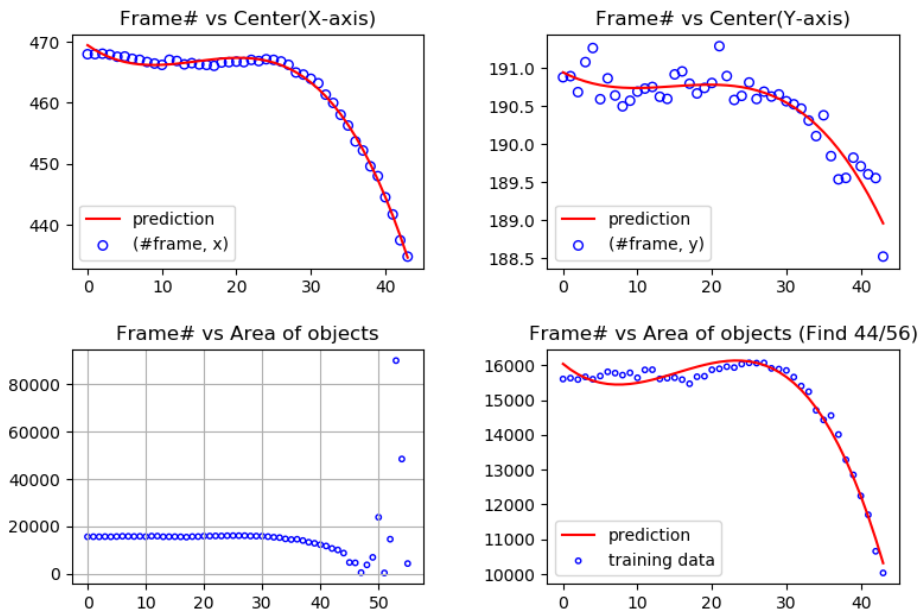 Frame# vs Center(X-axis)
470
460
450
440
prediction
(#frame, x)
0 10 20 30 40
Frame# vs Center(Y-axis)
191.0
190.5
190.0
189.5
189.0
188.5
prediction
(#frame, y)
0 10 20 30 40
Frame# vs Area of objects
80000
60000
40000
20000
0
0 10 20 30 40 50
Frame# vs Area of objects (Find 44/56)
16000
15000
14000
13000
12000
11000
10000
prediction
training data
0 10 20 30 40